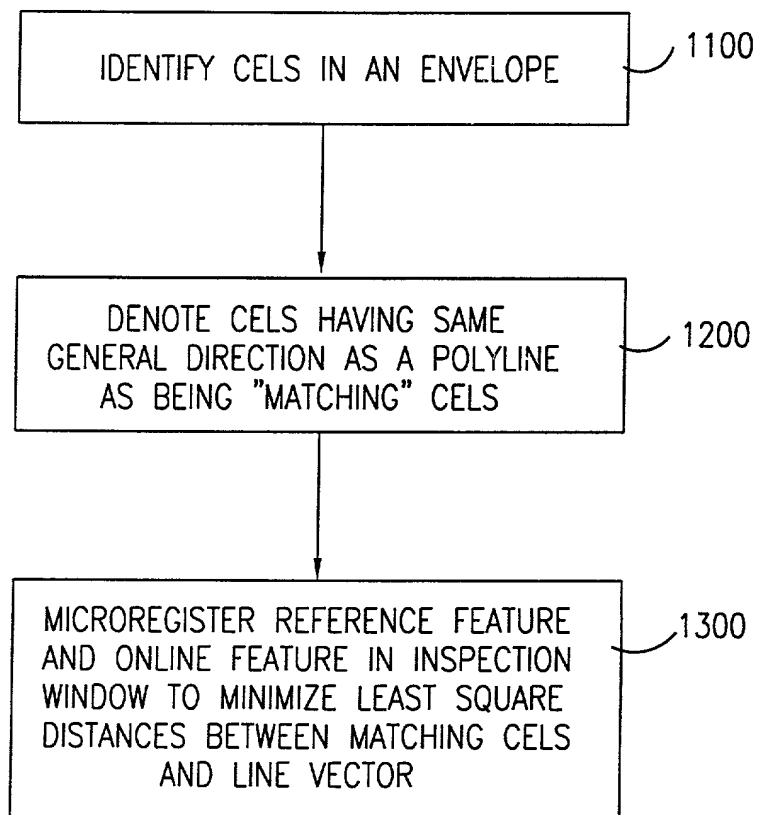 IDENTIFY CELS IN AN ENVELOPE
1100
DENOTE CELS HAVING SAME
GENERAL DIRECTION AS A POLYLINE
AS BEING "MATCHING" CELS
1200
MICROREGISTER REFERENCE FEATURE
AND ONLINE FEATURE IN INSPECTION
WINDOW TO MINIMIZE LEAST SQUARE
DISTANCES BETWEEN MATCHING CELS
AND LINE VECTOR
1300